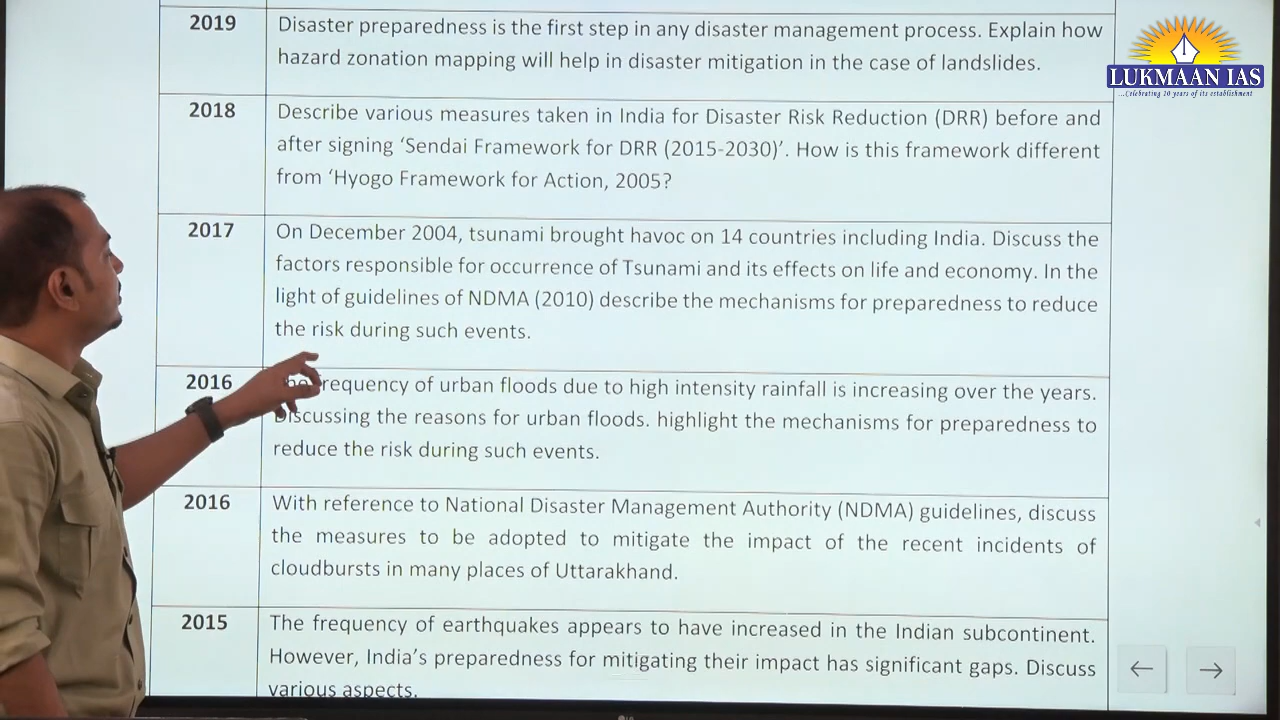 2019
Disaster preparedness is the first step in any disaster management process. Explain how
hazard zonation mapping will help in disaster mitigation in the case of landslides.
2018
Describe various measures taken in India for Disaster Risk Reduction (DRR) before and
after signing ‘Sendai Framework for DRR (2015-2030)’. How is this framework different
from ‘Hyogo Framework for Action, 2005?
2017
On December 2004, tsunami brought havoc on 14 countries including India. Discuss the
factors responsible for occurrence of Tsunami and its effects on life and economy. In the
light of guidelines of NDMA (2010) describe the mechanisms for preparedness to reduce
the risk during such events.
2016
frequency of urban floods due to high intensity rainfall is increasing over the years.
Discussing the reasons for urban floods. highlight the mechanisms for preparedness to
reduce the risk during such events.
2016
With reference to National Disaster Management Authority (NDMA) guidelines, discuss
the measures to be adopted to mitigate the impact of the recent incidents of
cloudbursts in many places of Uttarakhand.
2015
The frequency of earthquakes appears to have increased in the Indian subcontinent.
However, India’s preparedness for mitigating their impact has significant gaps. Discuss
various aspects.
LUKMAAN IAS
...Celebrating 10 years of its establishment